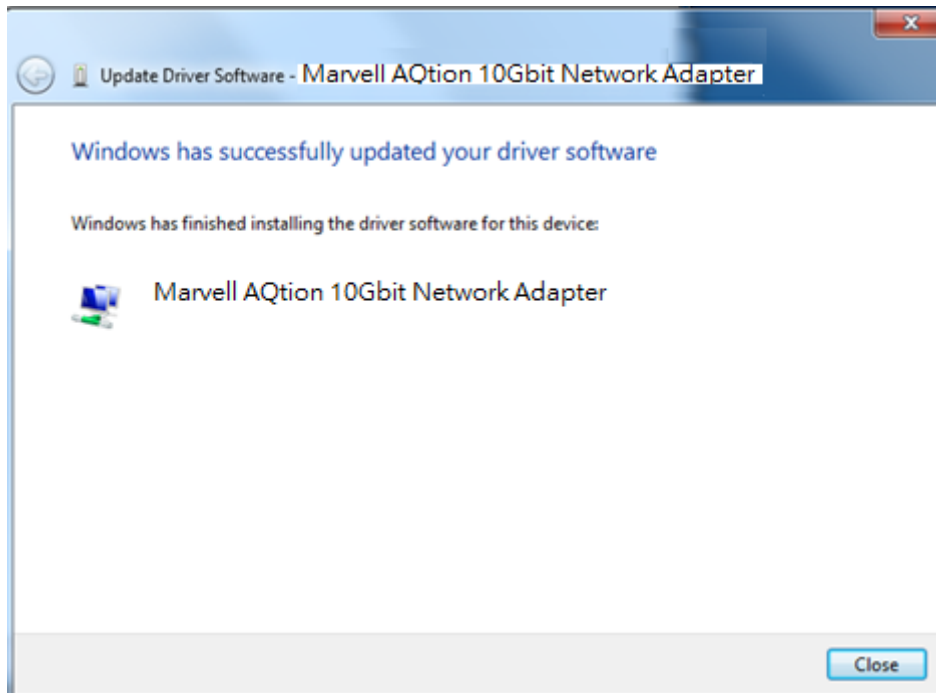 Update Driver Software - Marvell AQtion 10Gbit Network Adapter
Windows has successfully updated your driver software
Windows has finished installing the driver software for this device:
Marvell AQtion 10Gbit Network Adapter
Close